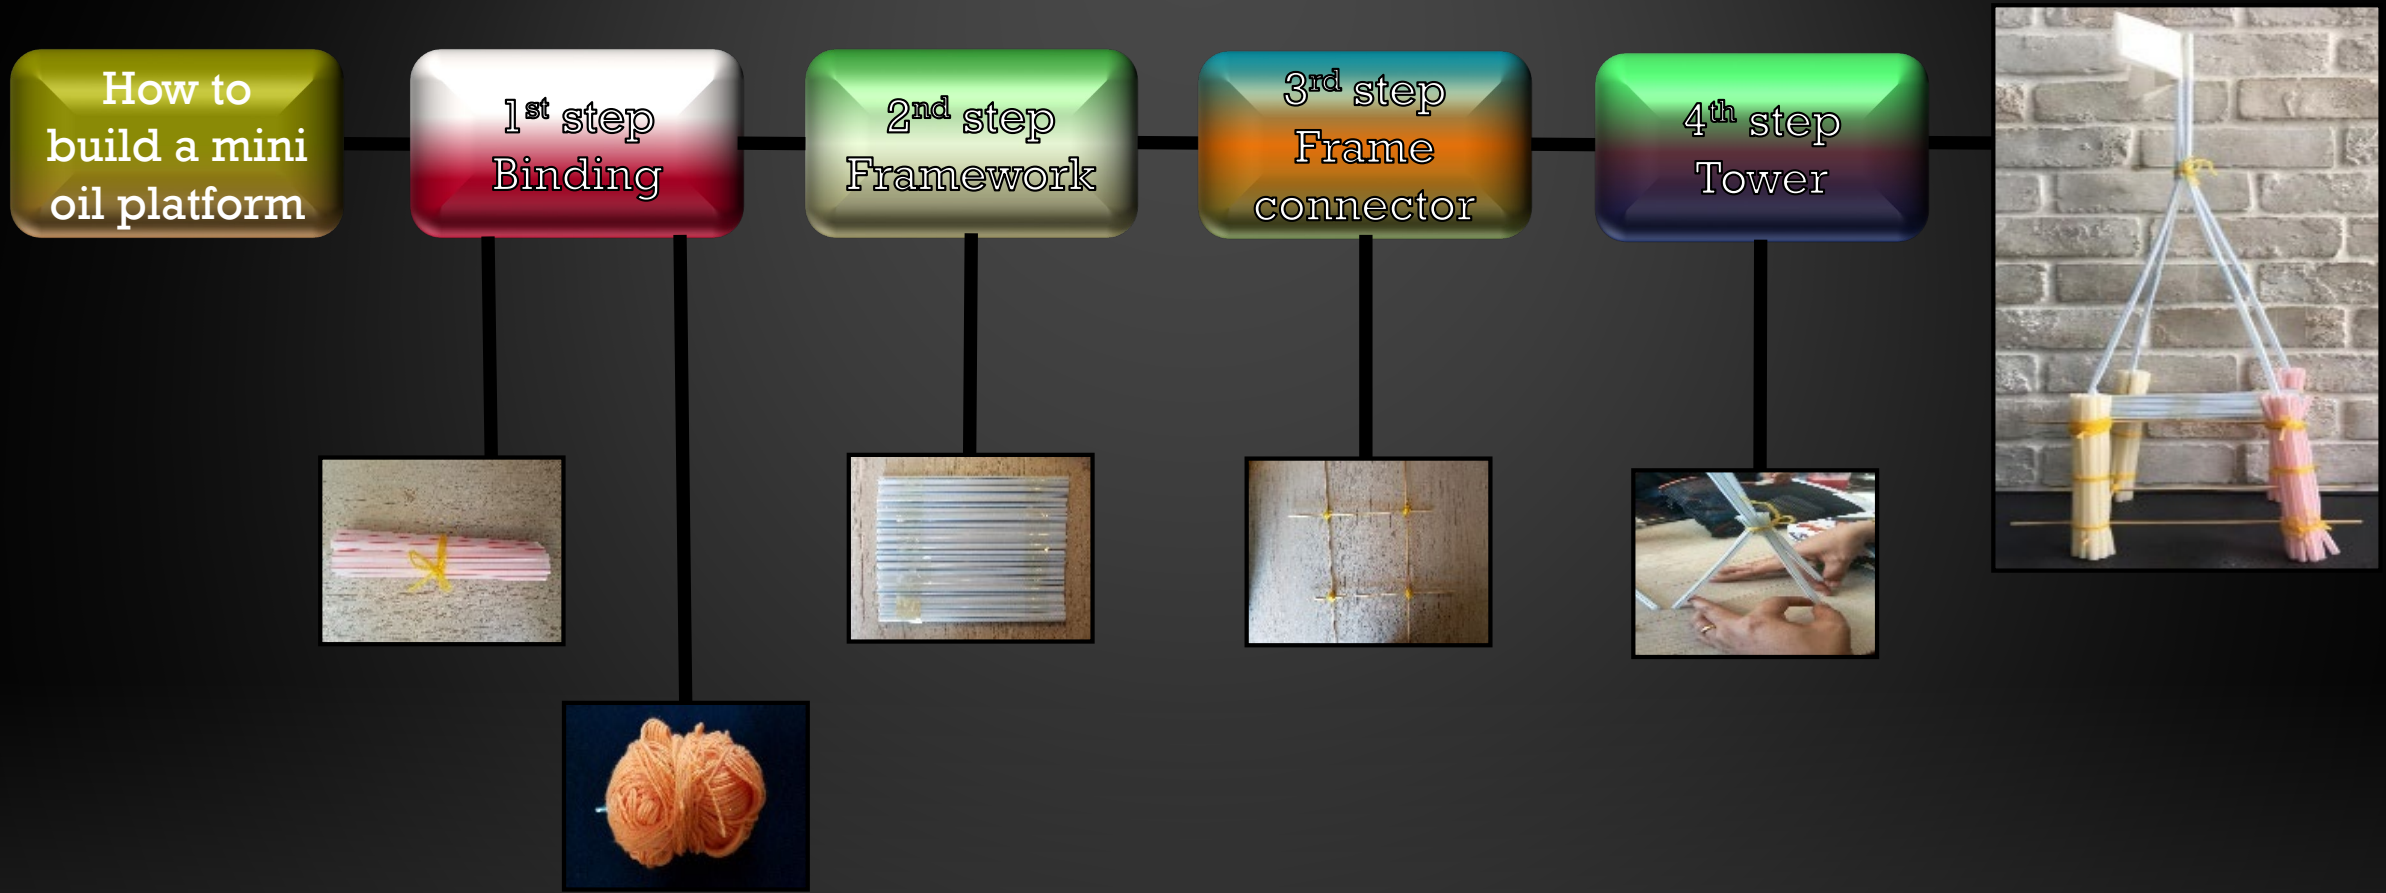 How to
build a mini
oil platform
1st step
Binding
2nd step
Framework
3rd step
Frame
connector
4th step
Tower